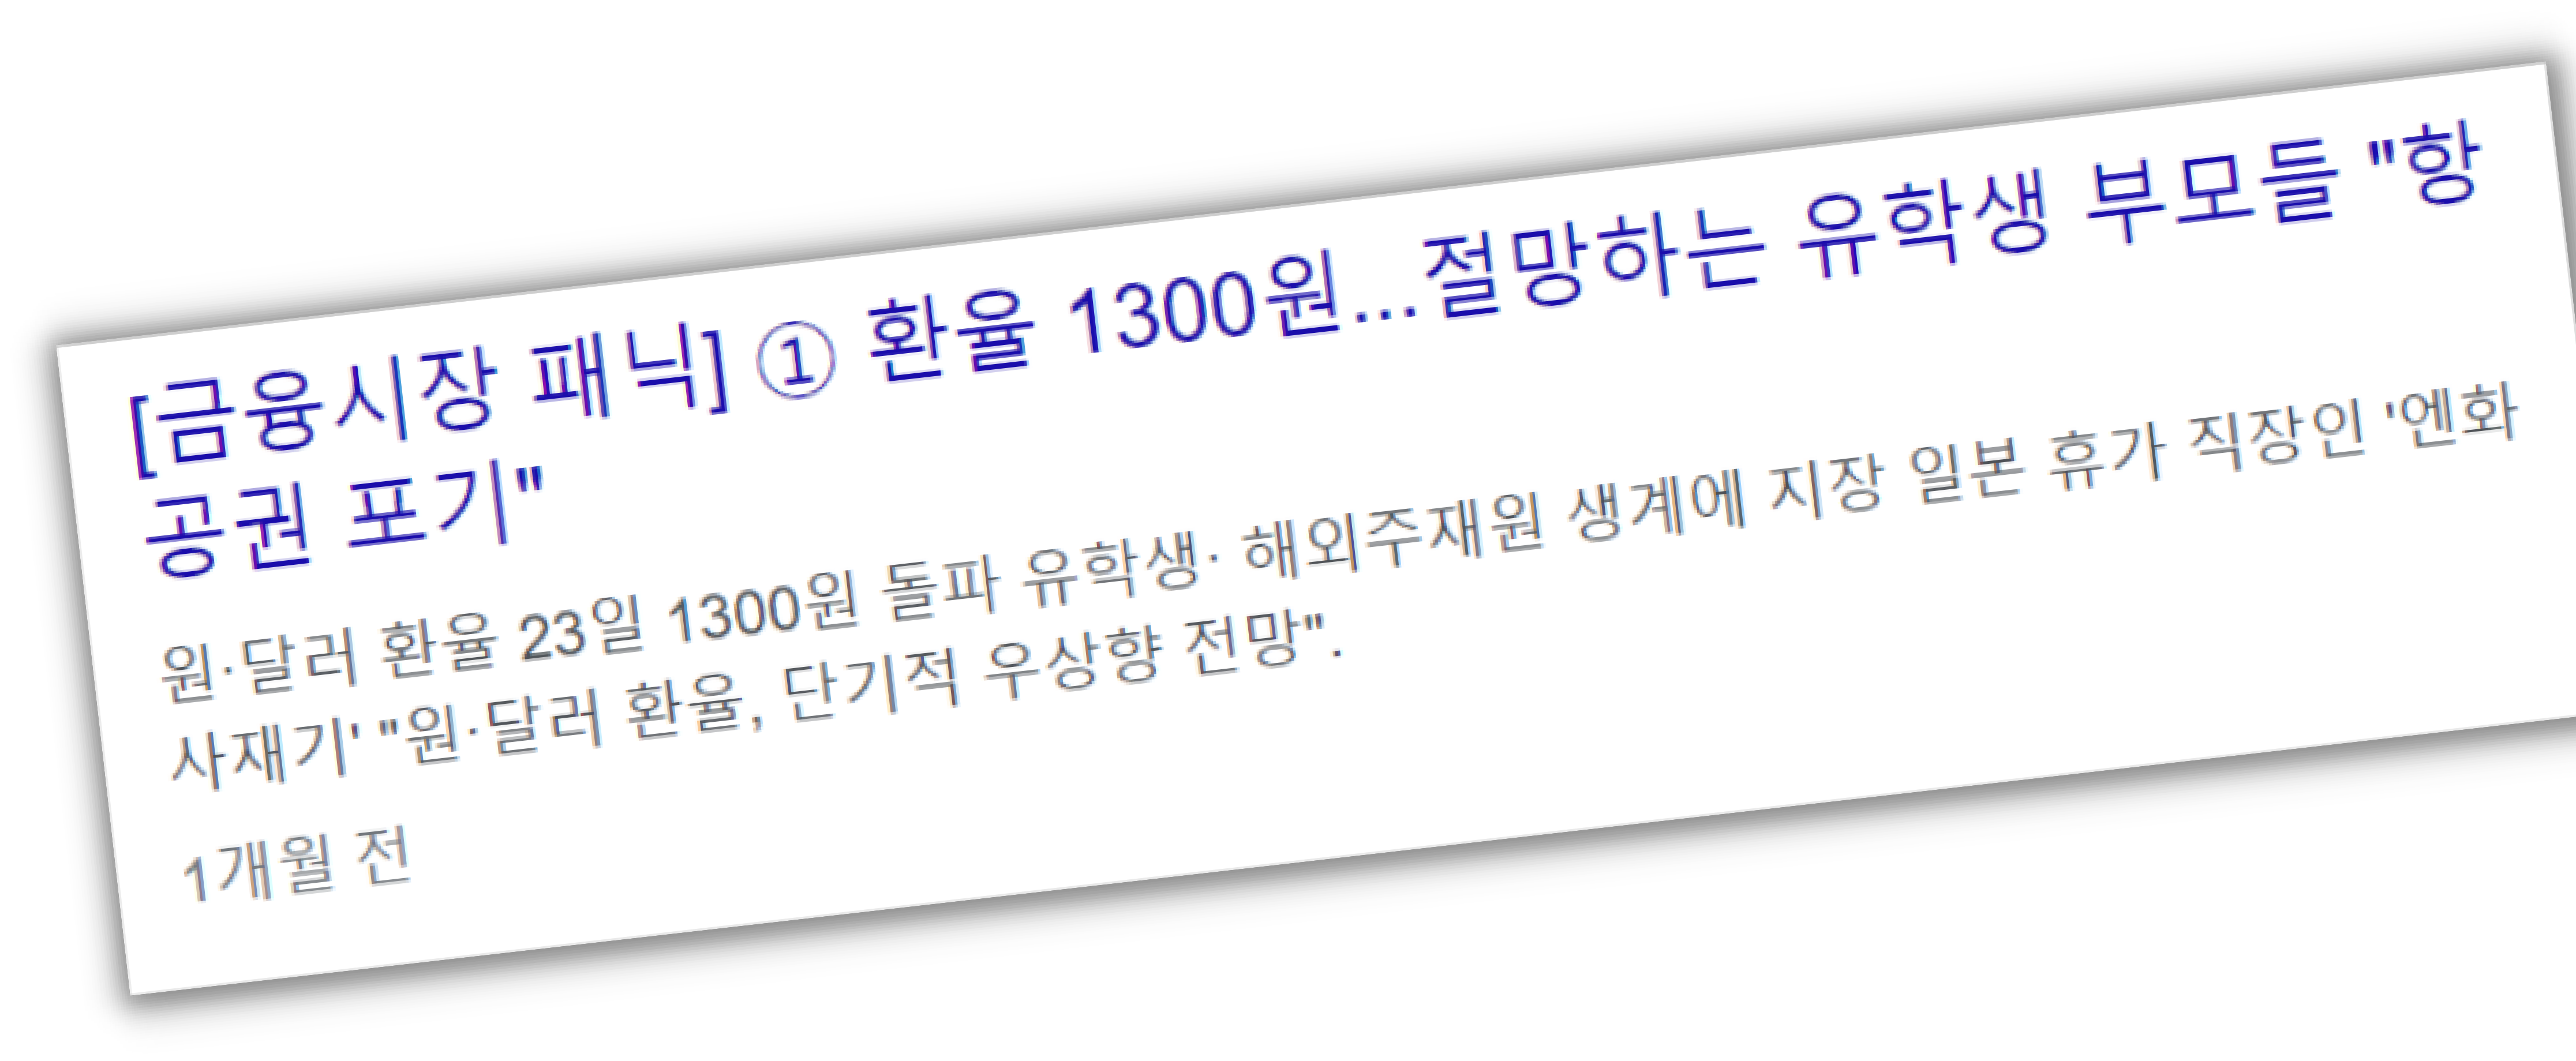 [금융시장 패닉] ① 환율 1300원...절망하는 유학생 부모들 "항
공권 포기"
원·달러 환율 23일 1300원 돌파 유학생· 해외주재원 생계에 지장 일본 휴가 직장인 '엔화
사재기' "원·달러 환율, 단기적 우상향 전망".
1개월 전